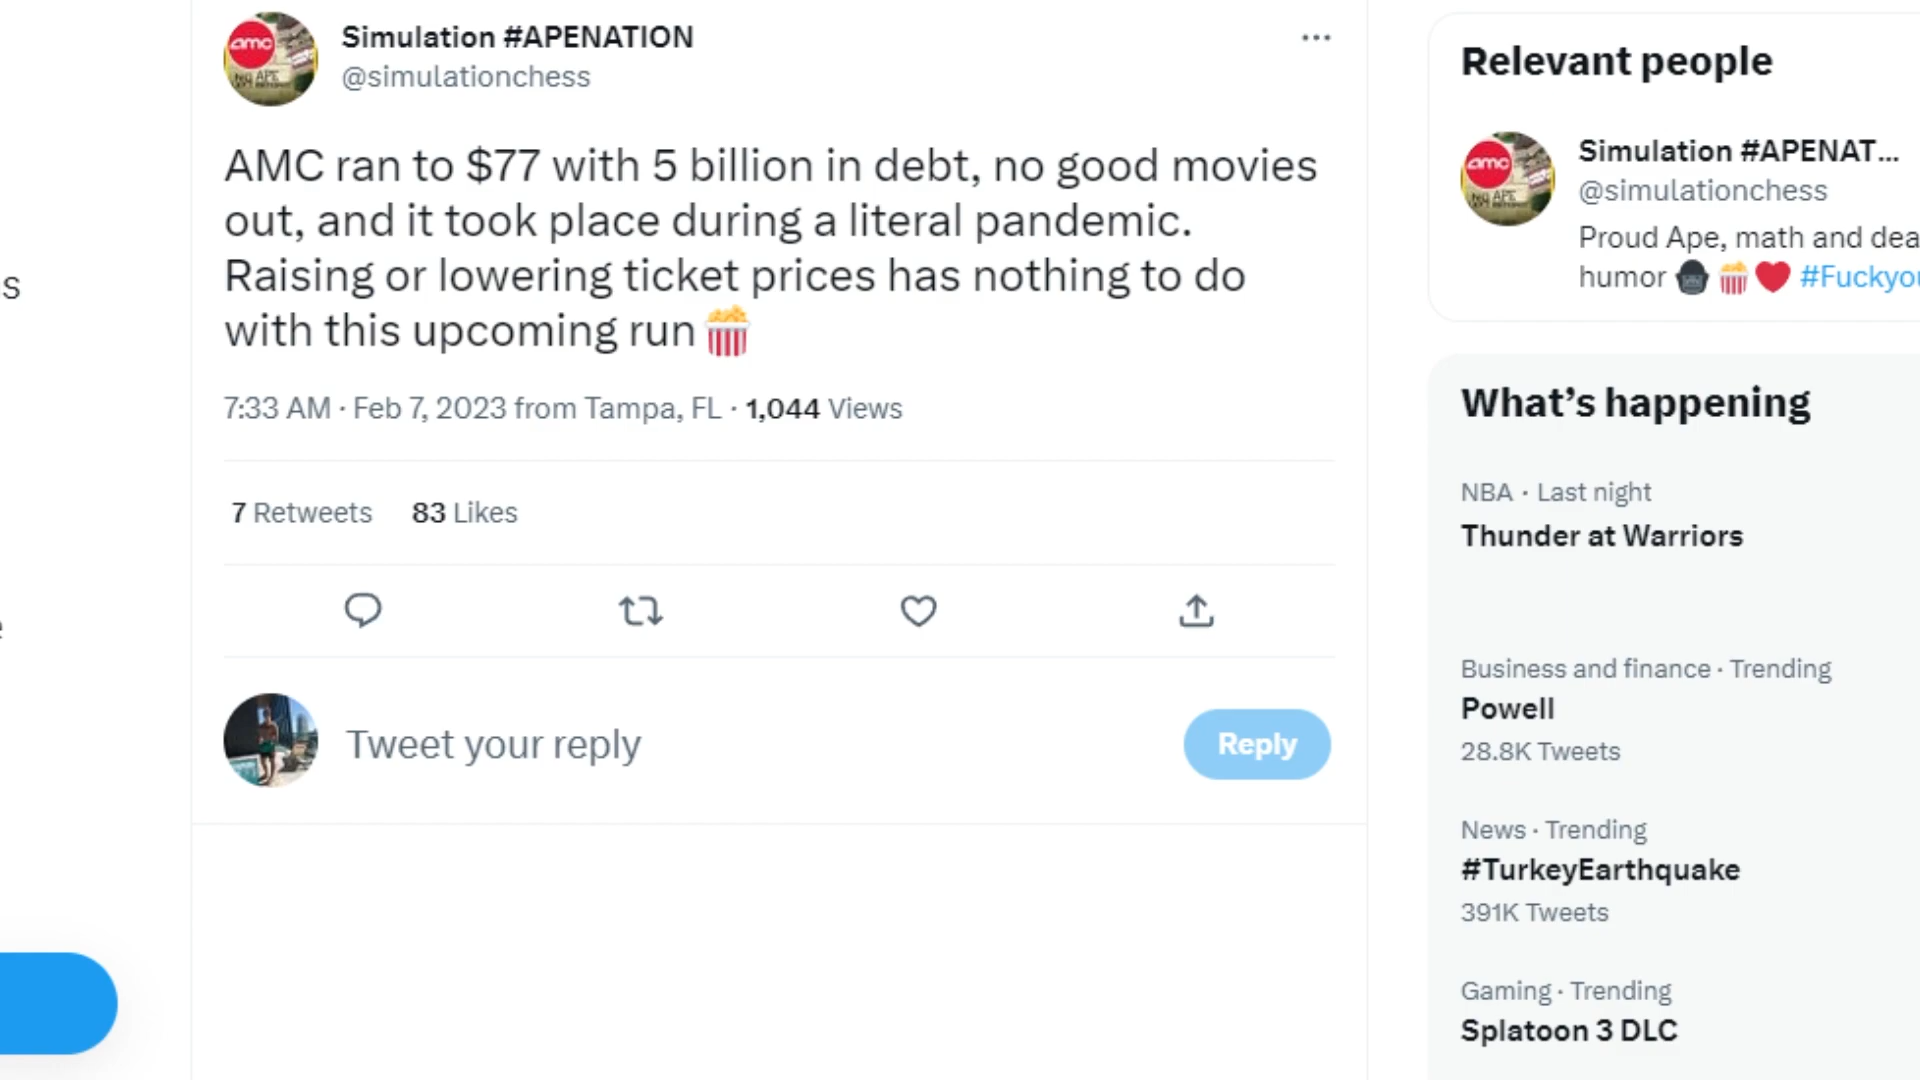 Simulation #APENATION
@simulationchess
AMC ran to $77 with 5 billion in debt, no good movies
out, and it took place during a literal pandemic.
Raising or lowering ticket prices has nothing to do
with this upcoming run🍿
7:33 AM · Feb 7, 2023 from Tampa, FL · 1,044 Views
7 Retweets 83 Likes
Tweet your reply
Reply
Relevant people
Simulation #APENAT...
@simulationchess
Proud Ape, math and dea
humor 🦍🍿❤️ #Fuckyou
What's happening
NBA · Last night
Thunder at Warriors
Business and finance · Trending
Powell
28.8K Tweets
News · Trending
#TurkeyEarthquake
391K Tweets
Gaming · Trending
Splatoon 3 DLC